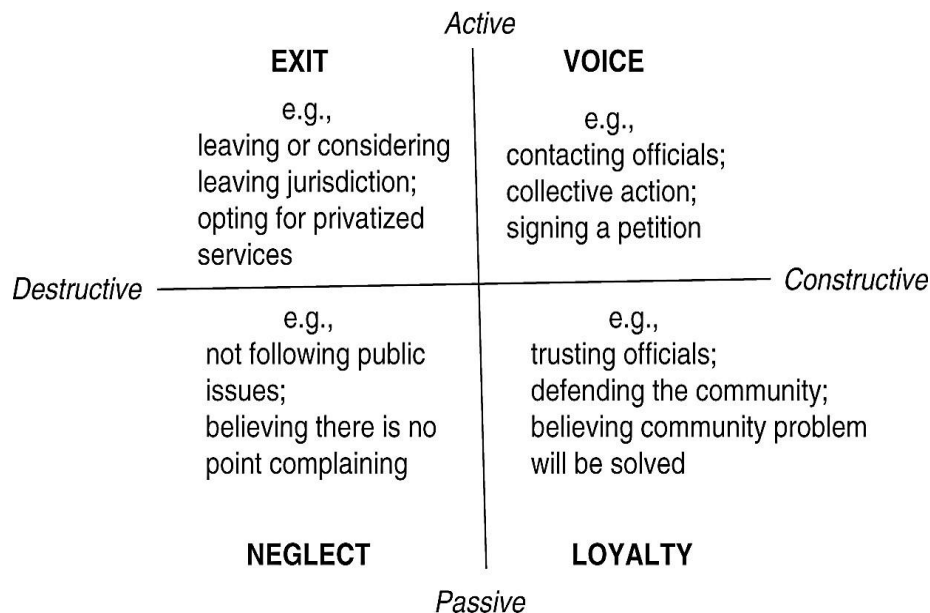 Active
EXIT
e.g.,
leaving or considering
leaving jurisdiction;
opting for privatized
services
VOICE
e.g.,
contacting officials;
collective action;
signing a petition
Destructive
Constructive
e.g.,
not following public
issues;
believing there is no
point complaining
NEGLECT
e.g.,
trusting officials;
defending the community;
believing community problem
will be solved
LOYALTY
Passive